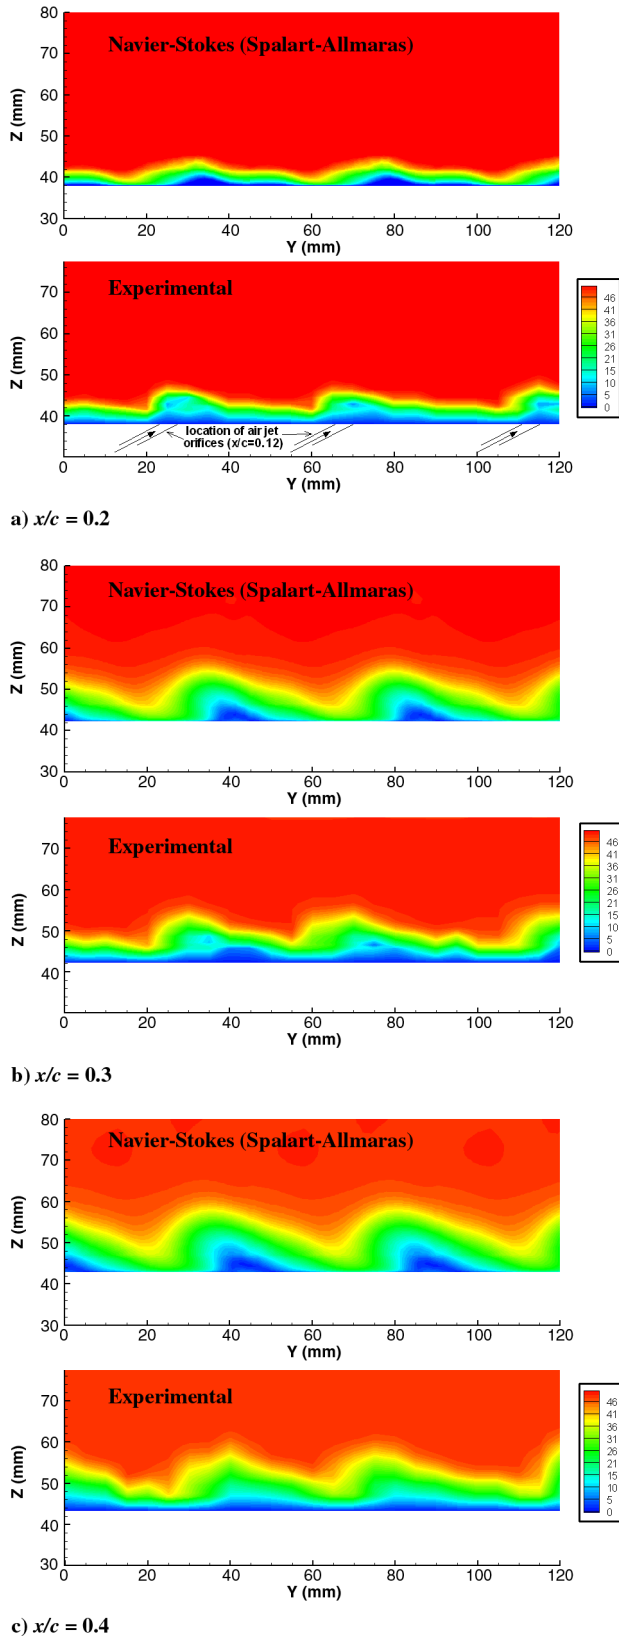 80
Navier-Stokes (Spalart-Allmaras)
70
60
Z (mm)
50
40
30
0 20 40 60 80 100 120
Y (mm)
Experimental
70
60
Z (mm)
50
40
30
46
41
36
31
26
21
15
10
5
0
location of air jet
orifices (x/c=0.12)
0 20 40 60 80 100 120
Y (mm)
a) x/c = 0.2
80
Navier-Stokes (Spalart-Allmaras)
70
60
Z (mm)
50
40
30
0 20 40 60 80 100 120
Y (mm)
Experimental
70
60
Z (mm)
50
40
30
46
41
36
31
26
21
15
10
5
0
0 20 40 60 80 100 120
Y (mm)
b) x/c = 0.3
80
Navier-Stokes (Spalart-Allmaras)
70
60
Z (mm)
50
40
30
0 20 40 60 80 100 120
Y (mm)
Experimental
70
60
Z (mm)
50
40
30
46
41
36
31
26
21
15
10
5
0
0 20 40 60 80 100 120
Y (mm)
c) x/c = 0.4